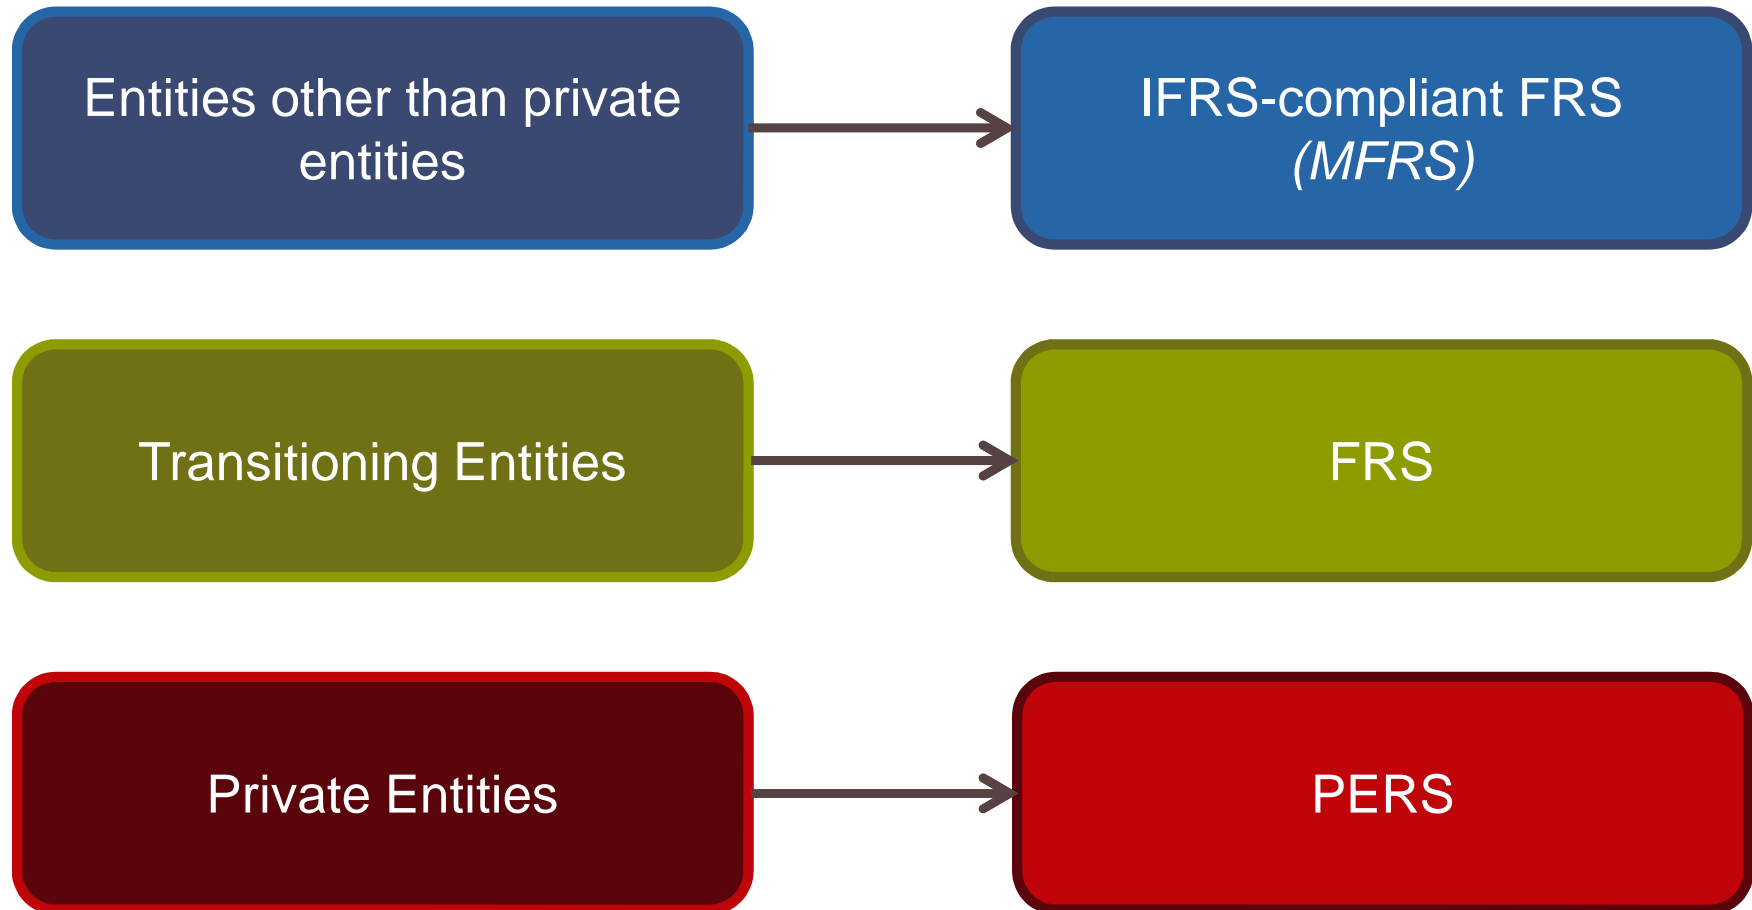 Entities other than private
entities
IFRS-compliant FRS
(MFRS)
Transitioning Entities
FRS
Private Entities
PERS